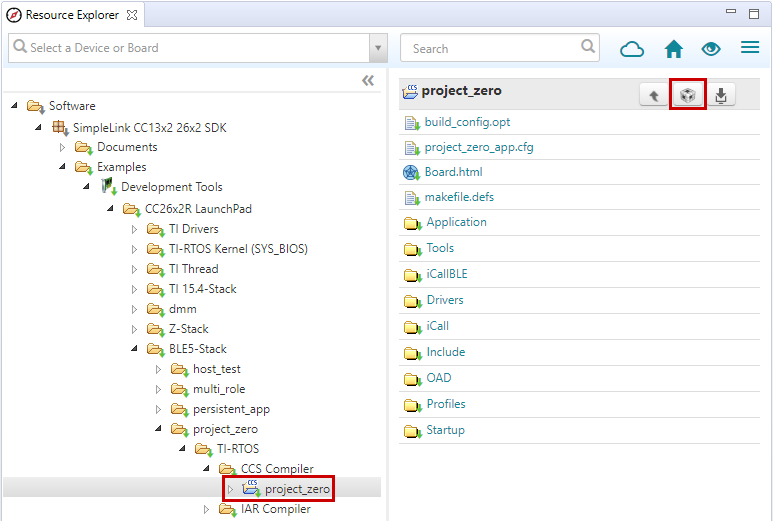 Resource Explorer
Select a Device or Board
Search
Software
SimpleLink CC13x2 26x2 SDK
Documents
Examples
Development Tools
CC26x2R LaunchPad
TI Drivers
TI-RTOS Kernel (SYS_BIOS)
TI Thread
TI 15.4-Stack
dmm
Z-Stack
BLE5-Stack
host_test
multi_role
persistent_app
project_zero
TI-RTOS
CCS Compiler
CCS project_zero
IAR Compiler
CCS project_zero
build_config.opt
project_zero_app.cfg
Board.html
makefile.defs
Application
Tools
iCallBLE
Drivers
iCall
Include
OAD
Profiles
Startup